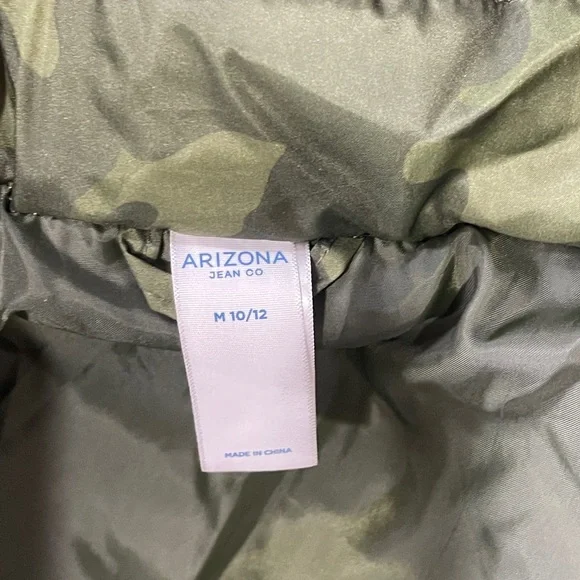 ARIZONA
JEAN CO
M 10/12
MADE IN CHINA